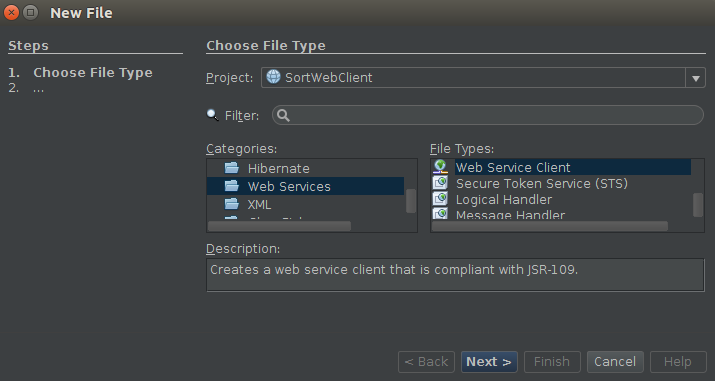 New File
Steps
1. Choose File Type
2. ...
Choose File Type
Project: SortWebClient
Filter:
Categories:
Hibernate
Web Services
XML
File Types:
Web Service Client
Secure Token Service (STS)
Logical Handler
Message Handler
Description:
Creates a web service client that is compliant with JSR-109.
< Back Next > Finish Cancel Help